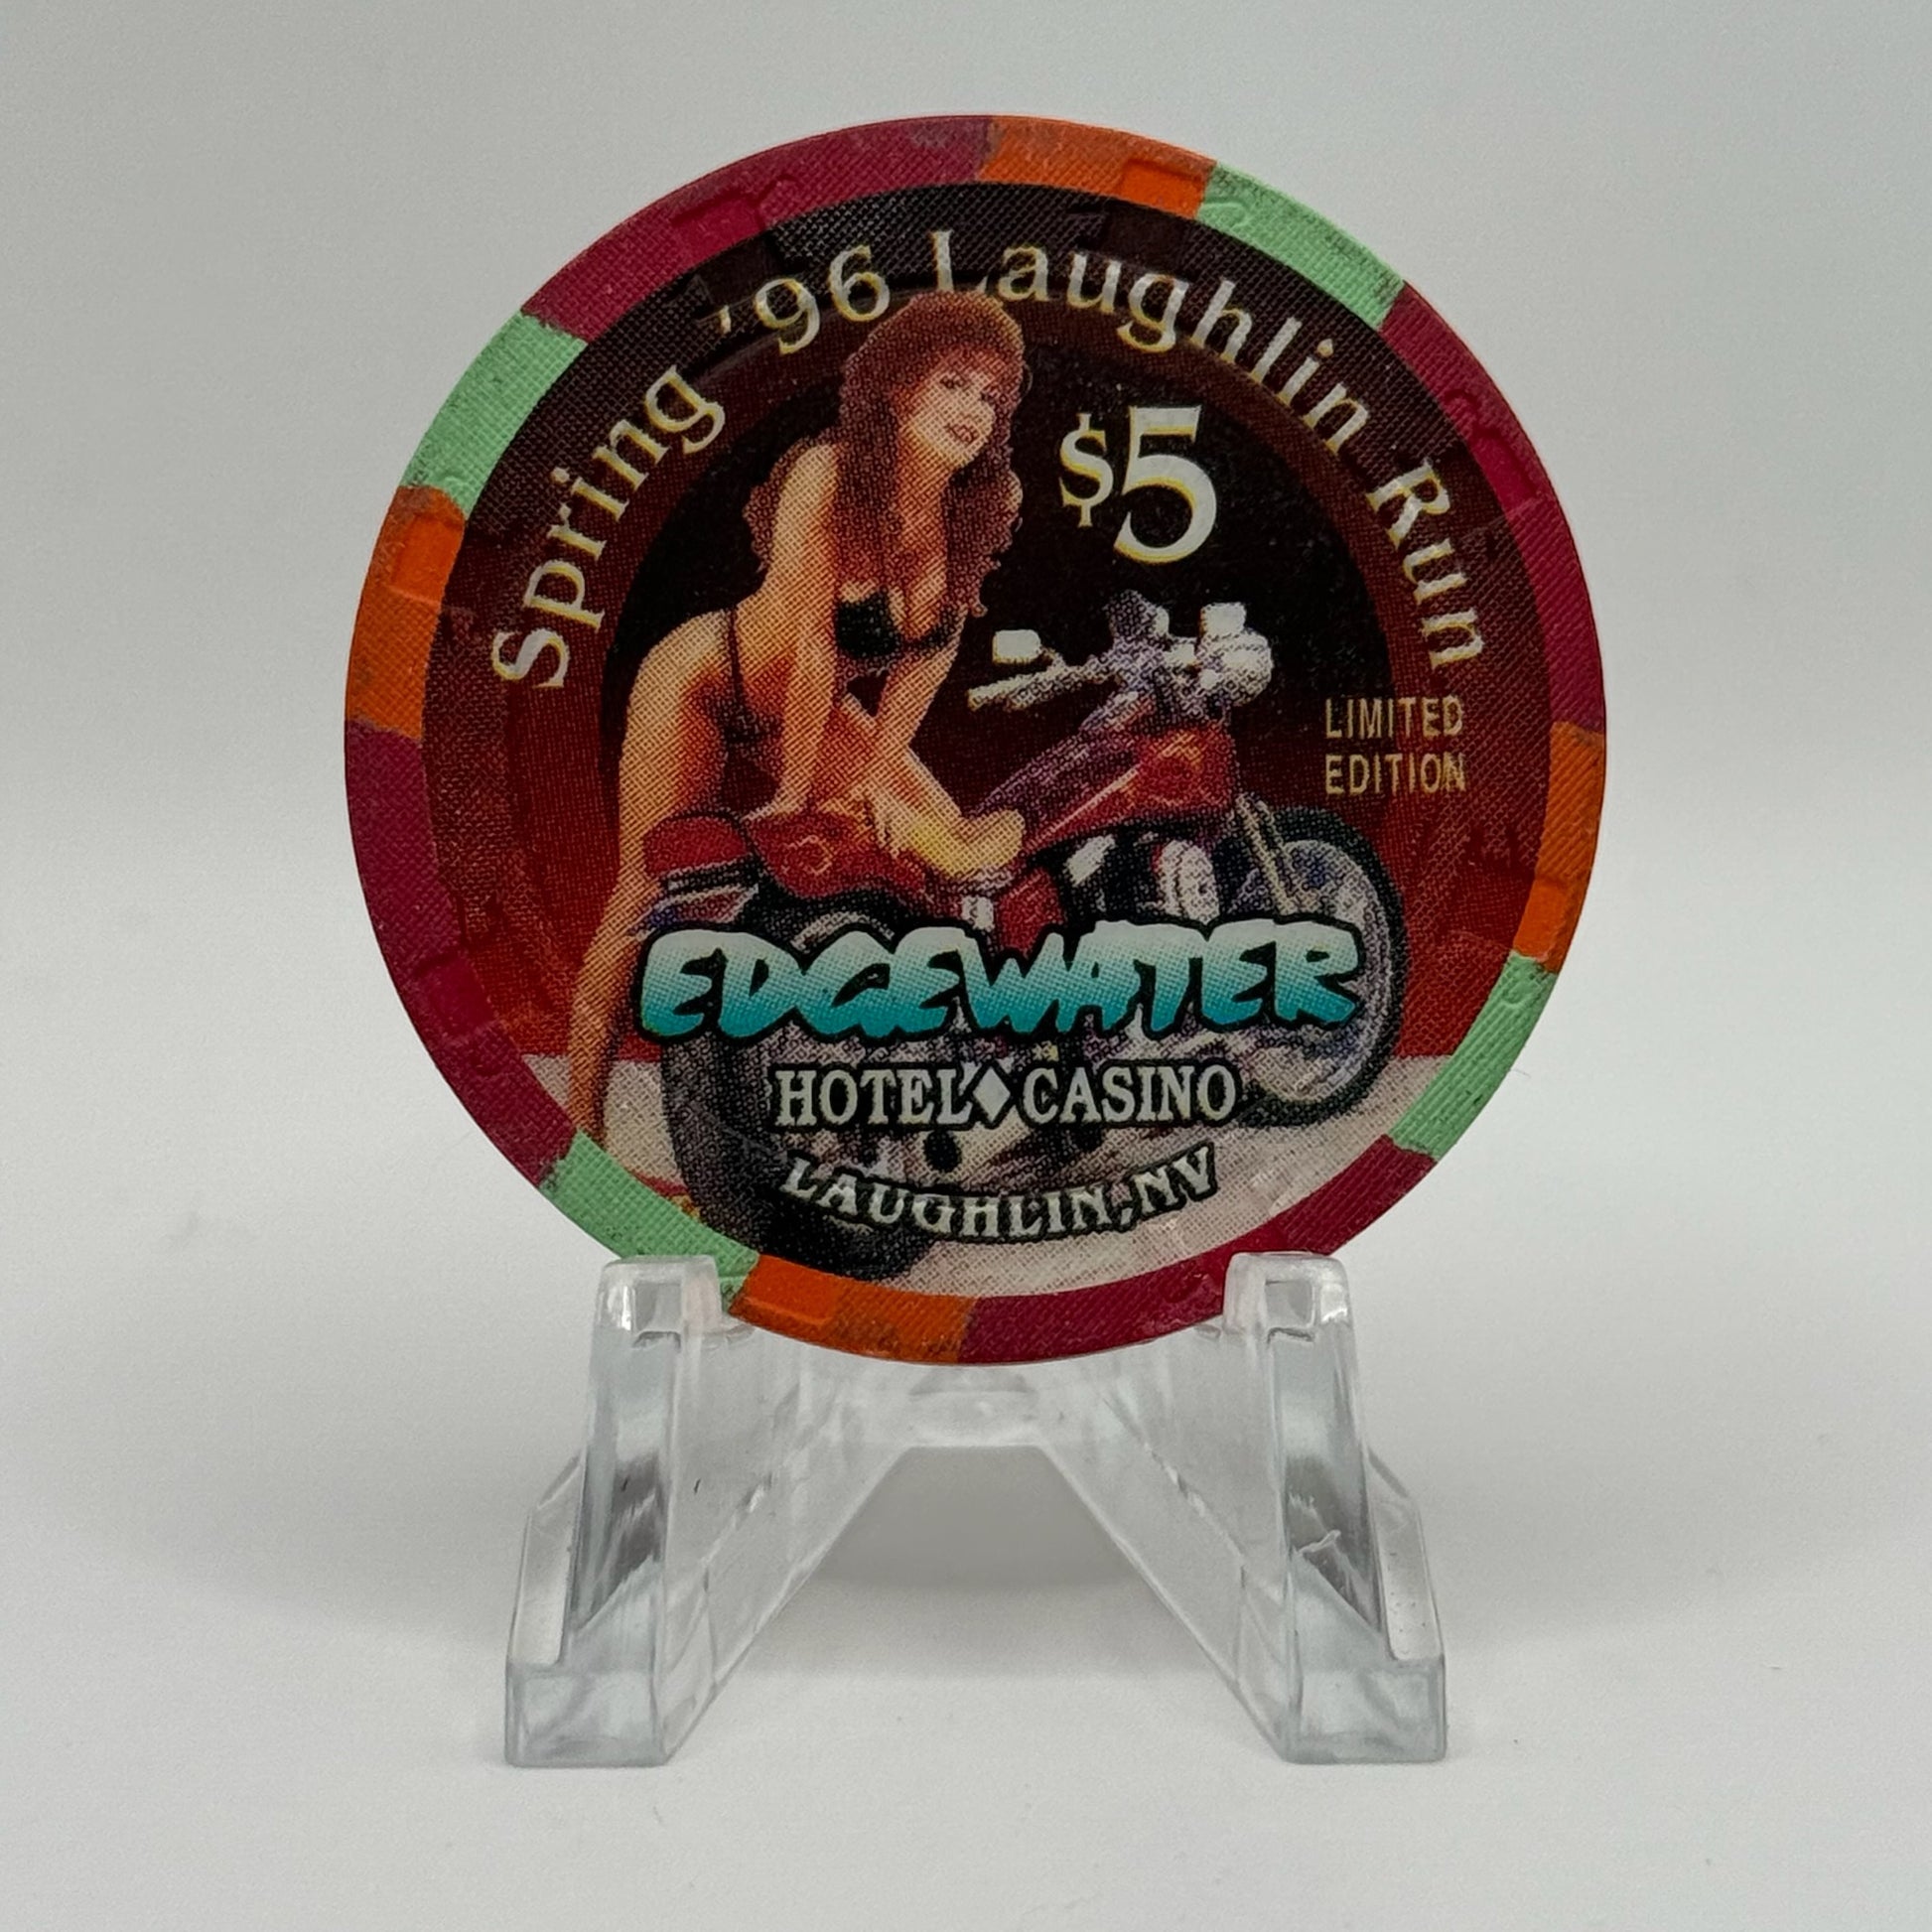 Spring '96 Laughlin Run
$5
LIMITED
EDITION
EDGEWATER
HOTEL♦CASINO
LAUGHLIN, NV